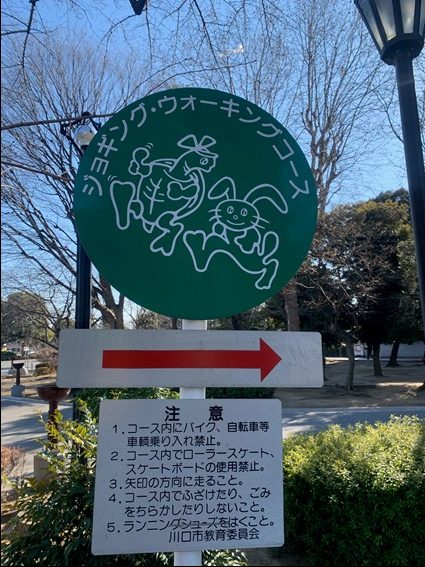 ジョギング・ウォーキングコース
注意
1. コース内にバイク、自転車等
車輌乗り入れ禁止。
2. コース内でローラースケート、
スケートボードの使用禁止。
3. 矢印の方向に走ること。
4. コース内でふざけたり、ごみ
をちらかしたりしないこと。
5. ランニングシューズをはくこと。
川口市教育委員会